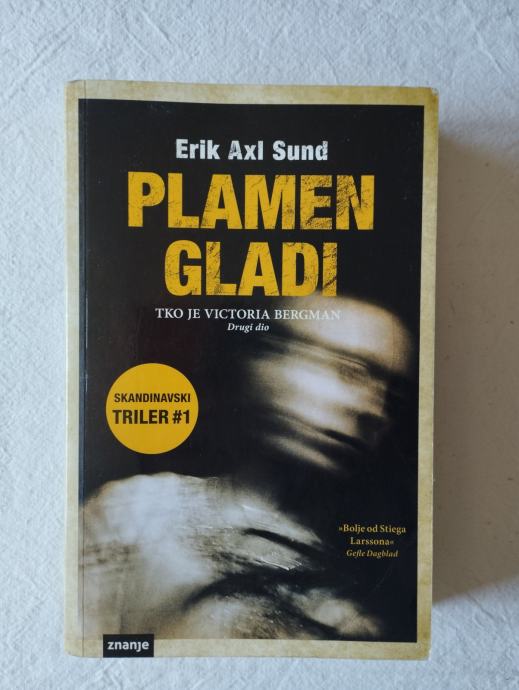 Erik Axl Sund
PLAMEN
GLADI
TKO JE VICTORIA BERGMAN
Drugi dio
SKANDINAVSKI
TRILER #1
»Bolje od Stiega
Larssona«
Gefle Dagblad
znanje